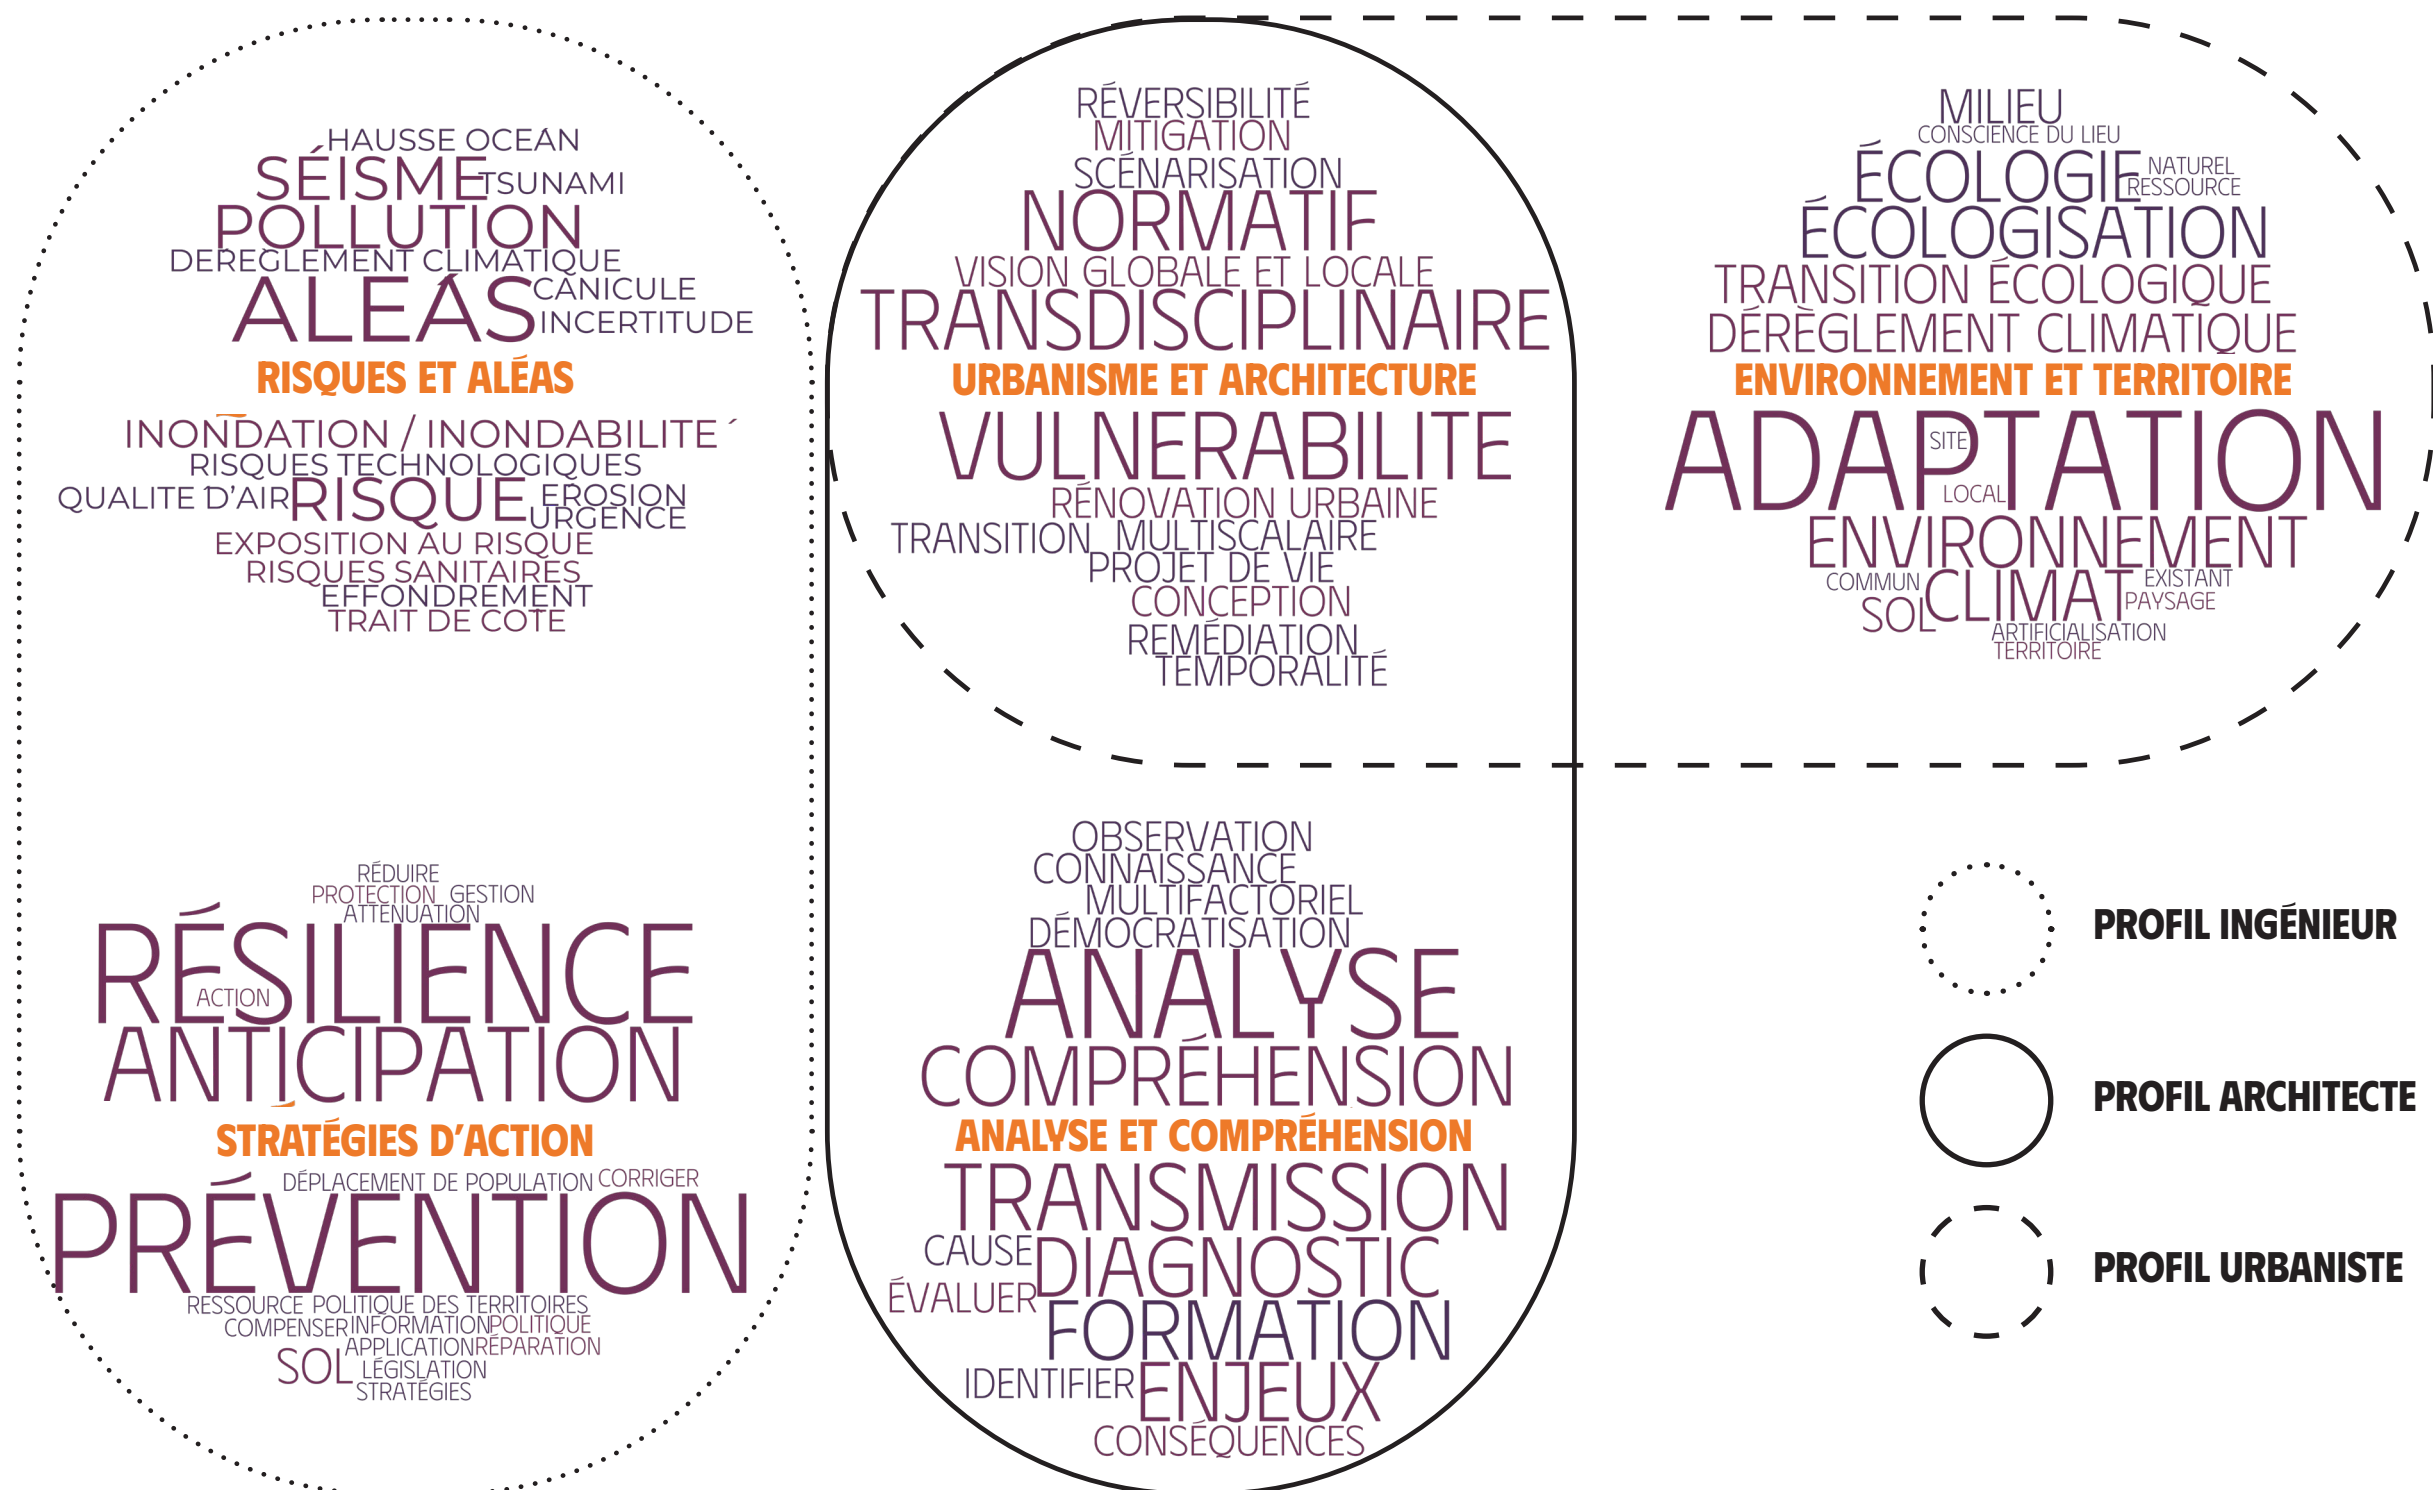 HAUSSE OCEÁN
SÉISME
TSUNAMI
POLLUTION
DEREGLEMENT CLIMATIQUE
ALEÁS
CANICULE
INCERTITUDE
RISQUES ET ALÉAS
INONDATION / INONDABILITE´
RISQUES TECHNOLOGIQUES
QUALITE D'AIR
RISQUE
EROSION
URGENCE
EXPOSITION AU RISQUE
RISQUES SANITAIRES
EFFONDREMENT
TRAIT DE COTE
RÉVERSIBILITÉ
MITIGATION
SCÉNARISATION
NORMATIF
VISION GLOBALE ET LOCALE
TRANSDISCIPLINAIRE
URBANISME ET ARCHITECTURE
VULNERABILITE
RÉNOVATION URBAINE
TRANSITION
MULTISCALAIRE
PROJET DE VIE
CONCEPTION
REMÉDIATION
TEMPORALITÉ
MILIEU
CONSCIENCE DU LIEU
ÉCOLOGIE
NATUREL
RESSOURCE
ÉCOLOGISATION
TRANSITION ÉCOLOGIQUE
DÉRÈGLEMENT CLIMATIQUE
ENVIRONNEMENT ET TERRITOIRE
ADAPTATION
SITE
LOCAL
ENVIRONNEMENT
COMMUN
CLIMAT
EXISTANT
SOL
PAYSAGE
ARTIFICIALISATION
TERRITOIRE
RÉDUIRE
PROTECTION GESTION
ATTENUATION
RÉSILIENCE
ACTION
ANTICIPATION
STRATÉGIES D'ACTION
DÉPLACEMENT DE POPULATION CORRIGER
PRÉVENTION
RESSOURCE POLITIQUE DES TERRITOIRES
COMPENSER INFORMATION POLITIQUE
APPLICATION RÉPARATION
SOL
LÉGISLATION
STRATÉGIES
OBSERVATION
CONNAISSANCE
MULTIFACTORIEL
DÉMOCRATISATION
ANALYSE
COMPRÉHENSION
ANALYSE ET COMPRÉHENSION
TRANSMISSION
CAUSE
DIAGNOSTIC
ÉVALUER
FORMATION
IDENTIFIER
ENJEUX
CONSÉQUENCES
PROFIL INGÉNIEUR
PROFIL ARCHITECTE
PROFIL URBANISTE